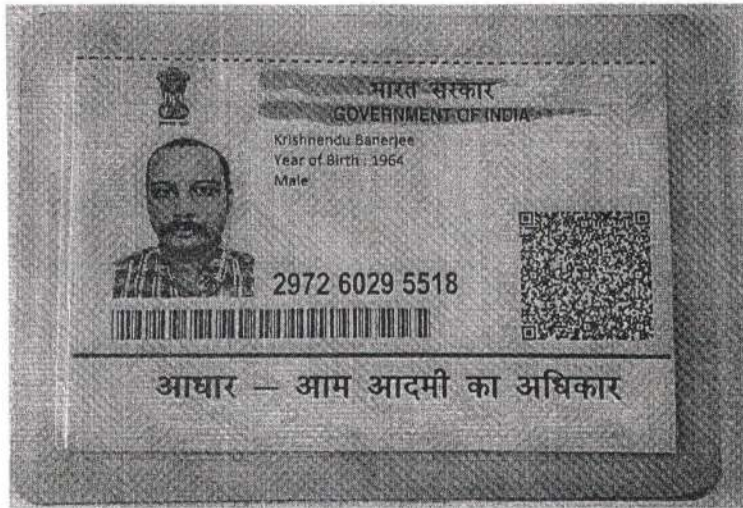 भारत सरकार
GOVERNMENT OF INDIA
Krishnendu Banerjee
Year of Birth : 1964
Male
2972 6029 5518
आधार — आम आदमी का अधिकार